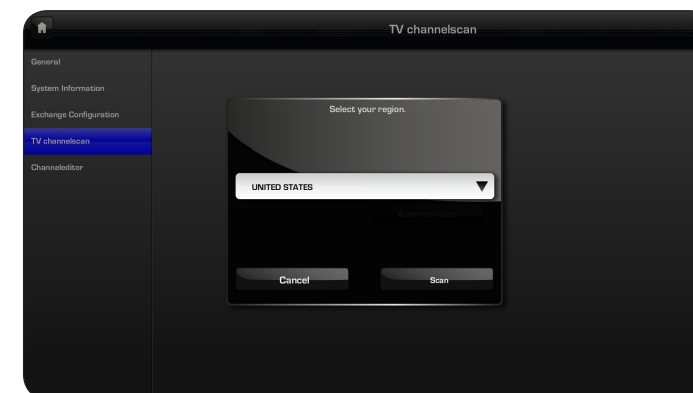 TV channelscan
General
System Information
Exchange Configuration
TV channelscan
Channeleditor
Select your region.
UNITED STATES
Cancel
Scan